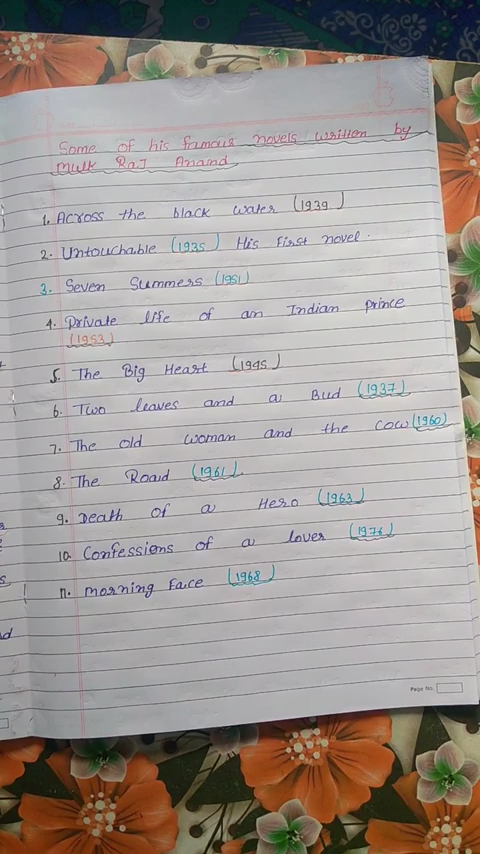 Some of his famous novels written by
Mulk Raj Anand
1. Across the black water (1939)
2. Untouchable (1935) His First novel.
3. Seven Summers (1951)
4. Private life of an Indian prince
(1953)
5. The Big Heart (1945)
6. Two leaves and a Bud (1937)
7. The old woman and the cow (1960)
8. The Road (1961)
9. Death of a Hero (1963)
10. Confessions of a lover (1976)
11. morning Face (1968)
Page No.